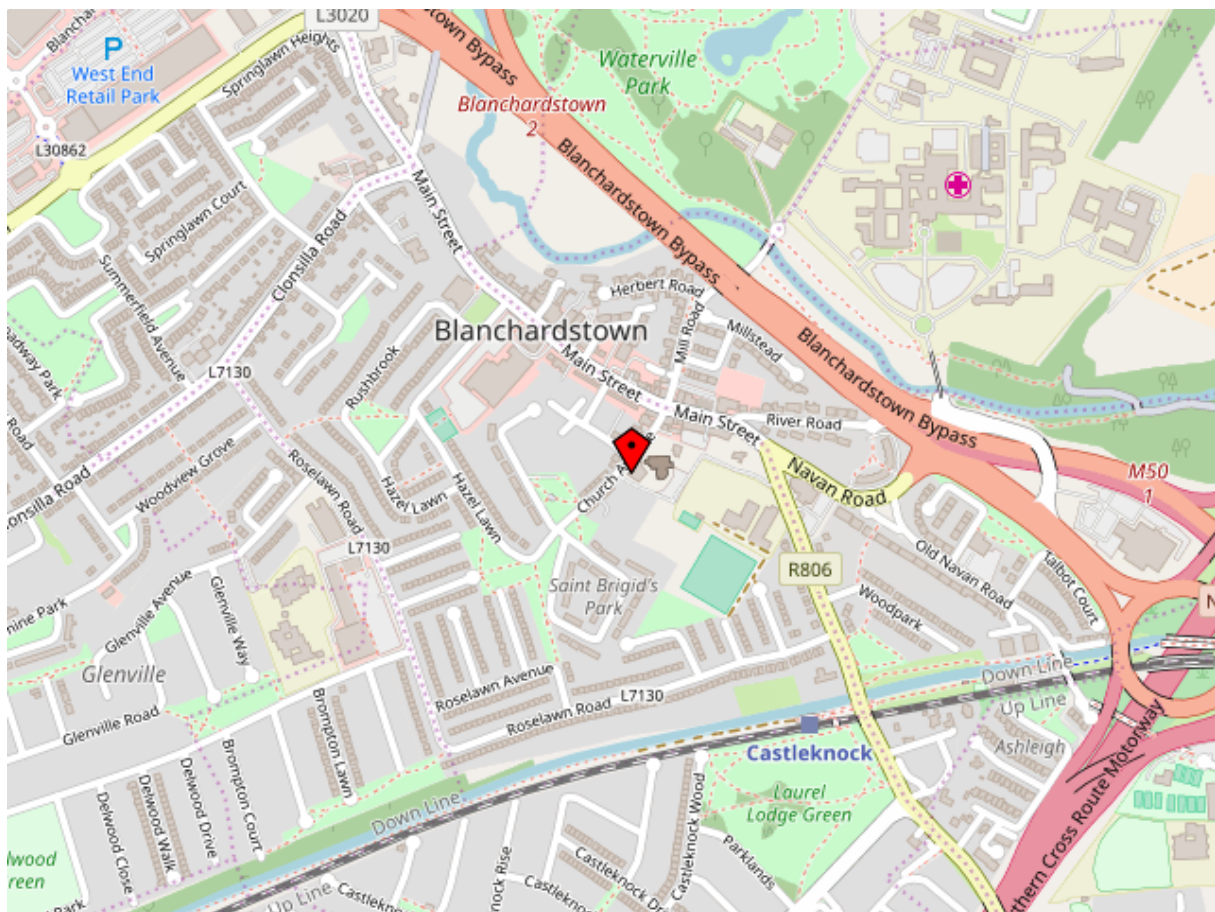 L3020
Blanchardstown Bypass
P
West End
Retail Park
Springlawn Heights
Waterville
Park
Blanchardstown
2
L30862
Blanchardstown Bypass
Main Street
Springlawn Court
Clonsilla Road
Summerfield Avenue
Herbert Road
Mill Road
Millstead
Blanchardstown
Blanchardstown Bypass
Rushbrook
Main Street
L7130
Main Street
River Road
Navan Road
M50
1
Woodview Grove
Roselawn Road
Hazel Lawn
Hazel Lawn
Church
L7130
R806
Old Navan Road
Talbot Court
Saint Brigid's
Park
Woodpark
Glenville Avenue
Glenville Way
Glenville
Roselawn Avenue
L7130
Roselawn Road
Down Line
Up Line
Glenville Road
Brompton Lawn
Castleknock
Ashleigh
Brompton Court
Delwood Drive
Delwood Walk
Delwood Close
Down Line
Laurel
Lodge Green
Castleknock Wood
Parklands
Cross Route Motorway
Green
Up Line